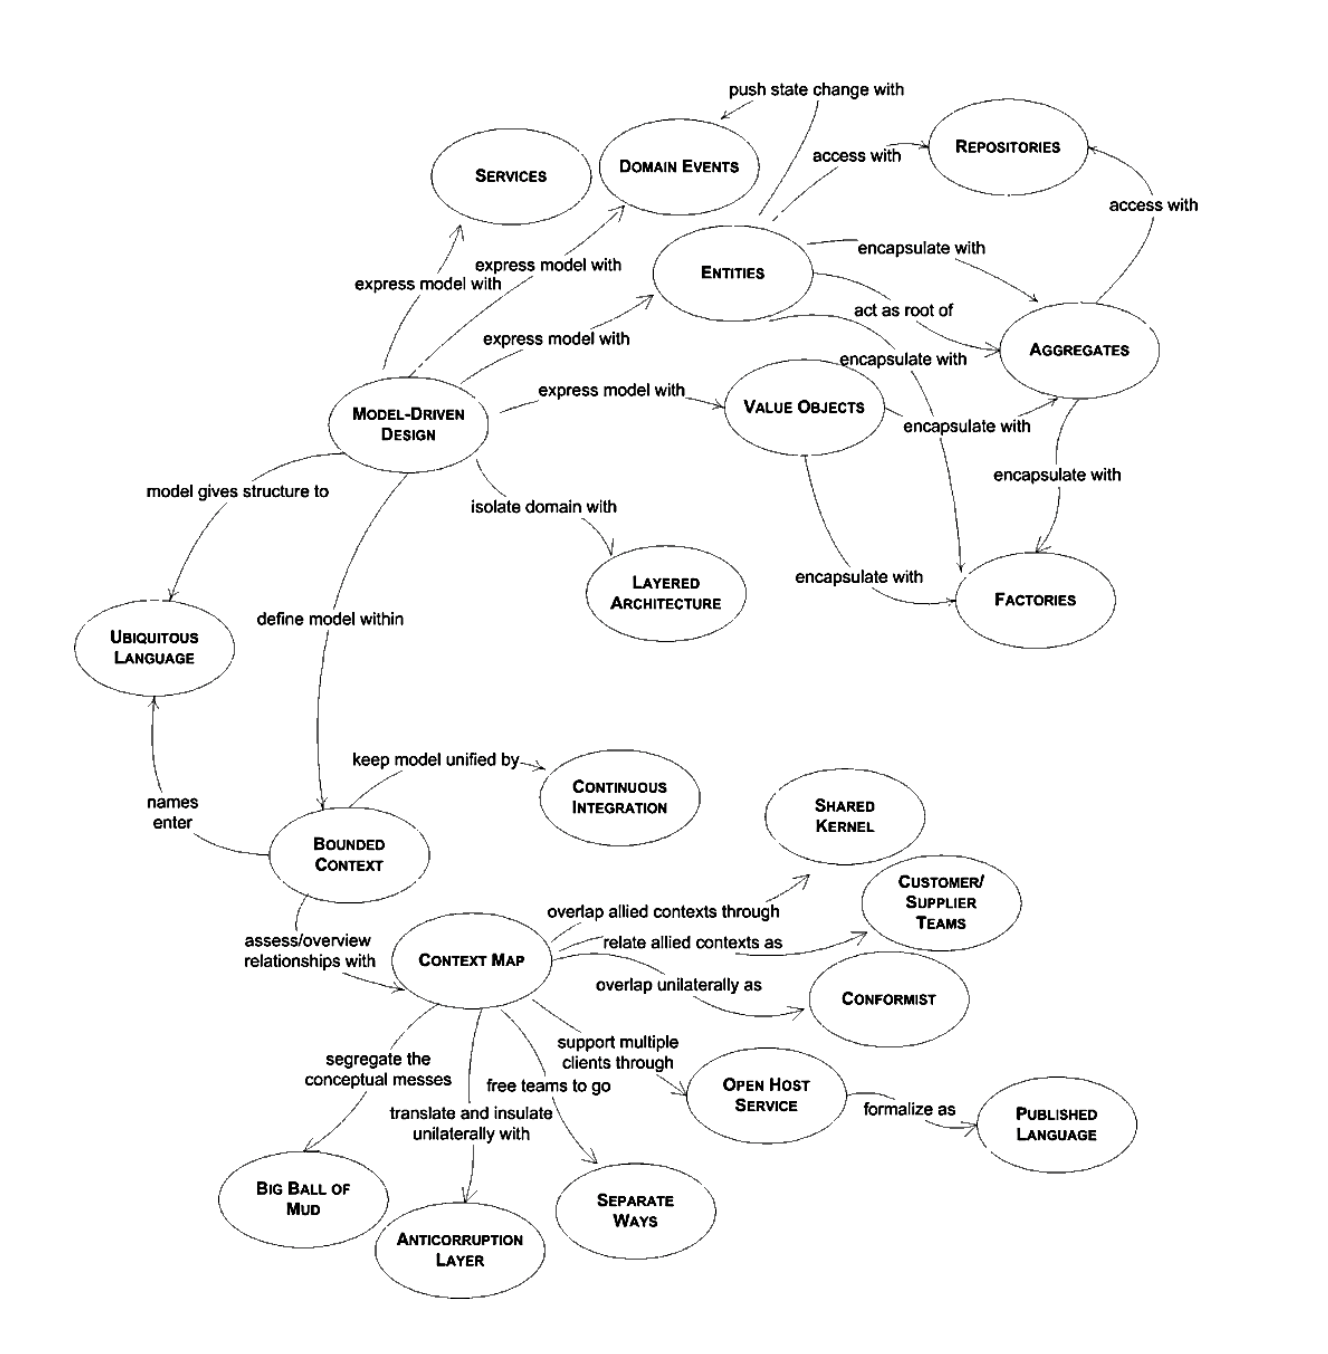 push state change with
SERVICES
DOMAIN EVENTS
access with
REPOSITORIES
access with
express model with
express model with
ENTITIES
encapsulate with
act as root of
express model with
encapsulate with
AGGREGATES
express model with
VALUE OBJECTS
encapsulate with
MODEL-DRIVEN
DESIGN
model gives structure to
isolate domain with
encapsulate with
LAYERED
ARCHITECTURE
encapsulate with
FACTORIES
define model within
UBIQUITOUS
LANGUAGE
keep model unified by
CONTINUOUS
INTEGRATION
names
enter
BOUNDED
CONTEXT
SHARED
KERNEL
CUSTOMER/
SUPPLIER
TEAMS
overlap allied contexts through
relate allied contexts as
assess/overview
relationships with
CONTEXT MAP
overlap unilaterally as
CONFORMIST
segregate the
conceptual messes
support multiple
clients through
free teams to go
translate and insulate
unilaterally with
OPEN HOST
SERVICE
formalize as
PUBLISHED
LANGUAGE
BIG BALL OF
MUD
ANTICORRUPTION
LAYER
SEPARATE
WAYS